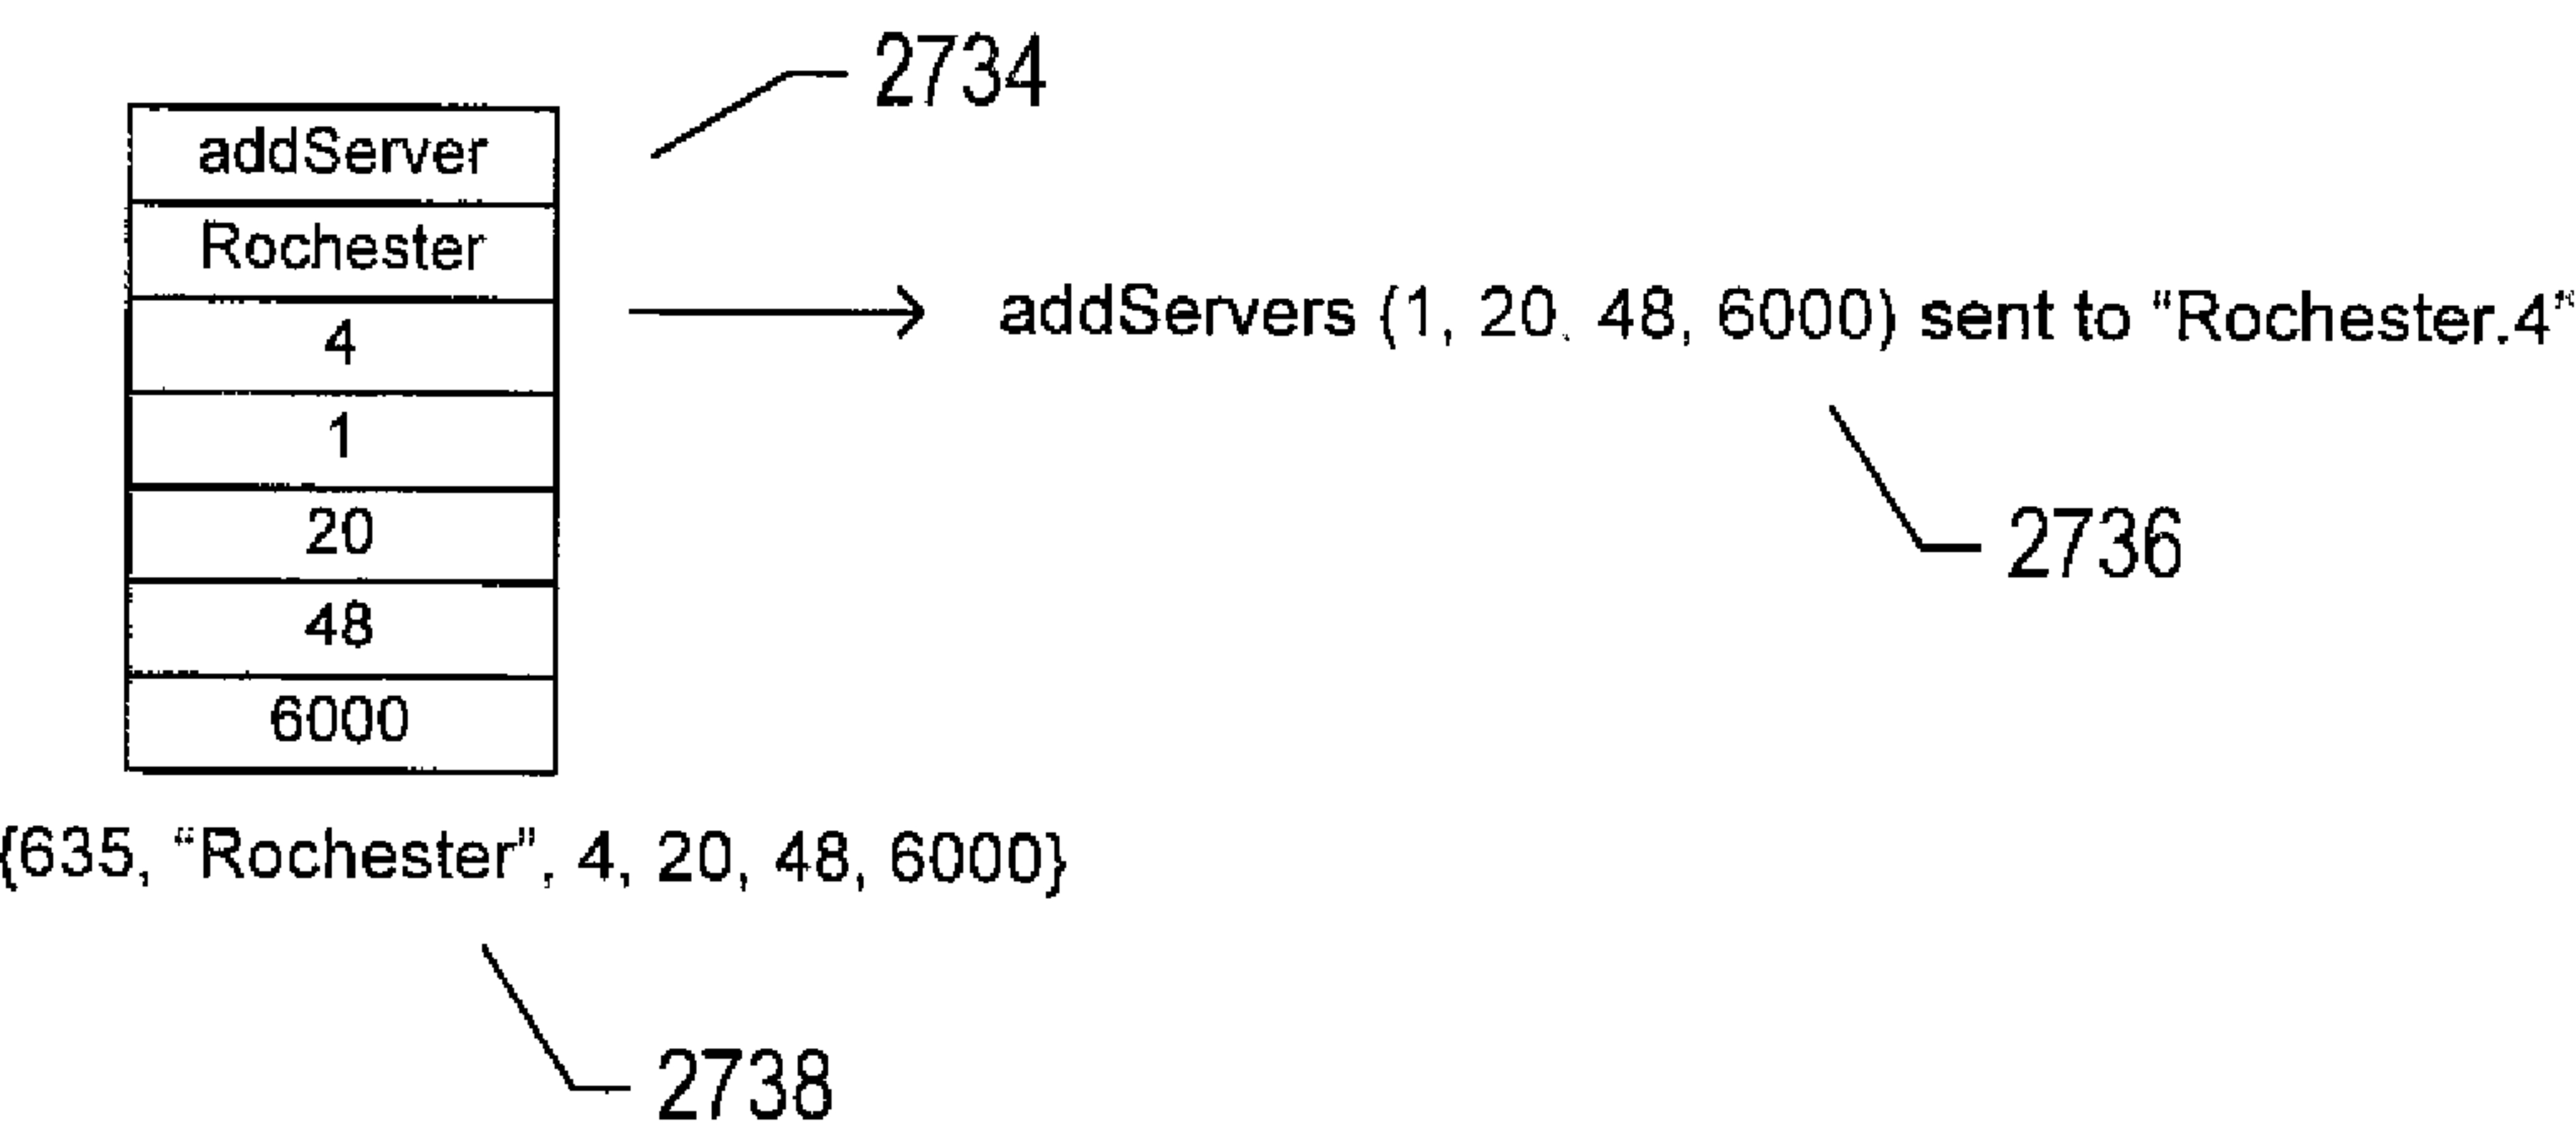 2734
addServer
Rochester
4
1
20
48
6000
addServers (1, 20, 48, 6000) sent to “Rochester.4”
2736
{635, “Rochester”, 4, 20, 48, 6000}
2738